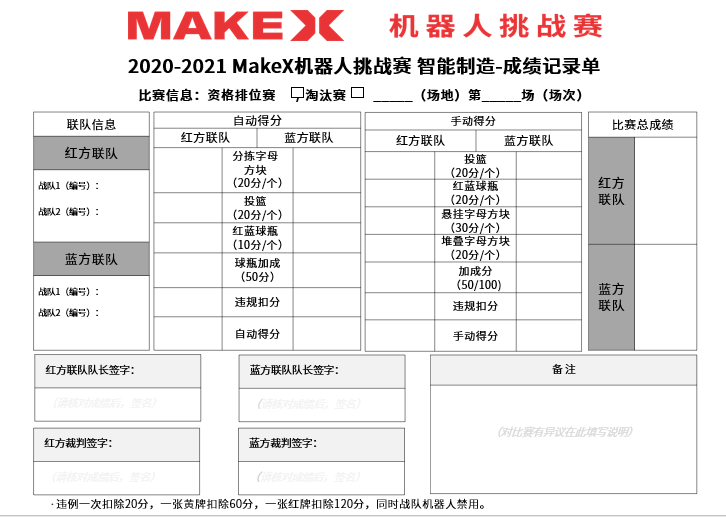 MAKEX 机器人挑战赛
2020-2021 MakeX机器人挑战赛 智能制造-成绩记录单
比赛信息：资格排位赛 □，淘汰赛 □ _____（场地）第_____场（场次）
联队信息
红方联队
战队1（编号）：
战队2（编号）：
蓝方联队
战队1（编号）：
战队2（编号）：
自动得分
红方联队 蓝方联队
分拣字母
方块
（20分/个）
投篮
（20分/个）
红蓝球瓶
（10分/个）
球瓶加成
（50分）
违规扣分
自动得分
手动得分
红方联队 蓝方联队
投篮
（20分/个）
红蓝球瓶
（20分/个）
悬挂字母方块
（30分/个）
堆叠字母方块
（20分/个）
加成分
（50/100）
违规扣分
手动得分
比赛总成绩
红方
联队
蓝方
联队
红方联队队长签字：
（请核对成绩后，签名）
蓝方联队队长签字：
（请核对成绩后，签名）
备 注
（对比赛有异议在此填写说明）
红方裁判签字：
（请核对成绩后，签名）
蓝方裁判签字：
（请核对成绩后，签名）
· 违例一次扣除20分，一张黄牌扣除60分，一张红牌扣除120分，同时战队机器人禁用。